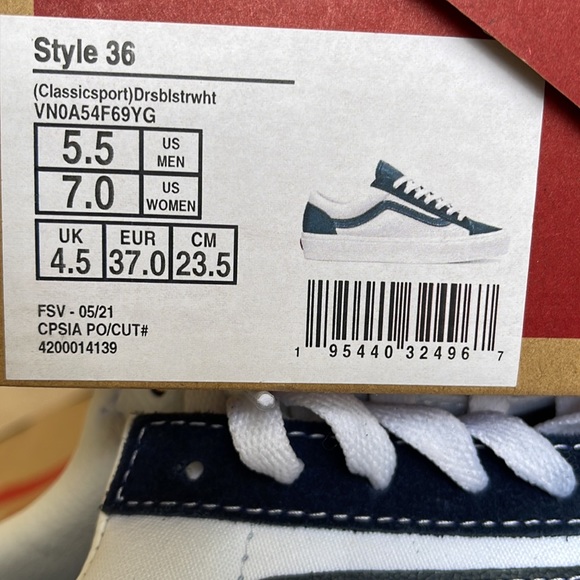 Style 36
(Classicsport)Drsblstrwht
VN0A54F69YG
5.5 US MEN
7.0 US WOMEN
UK EUR CM
4.5 37.0 23.5
FSV - 05/21
CPSIA PO/CUT#
4200014139
1 95440 32496 7